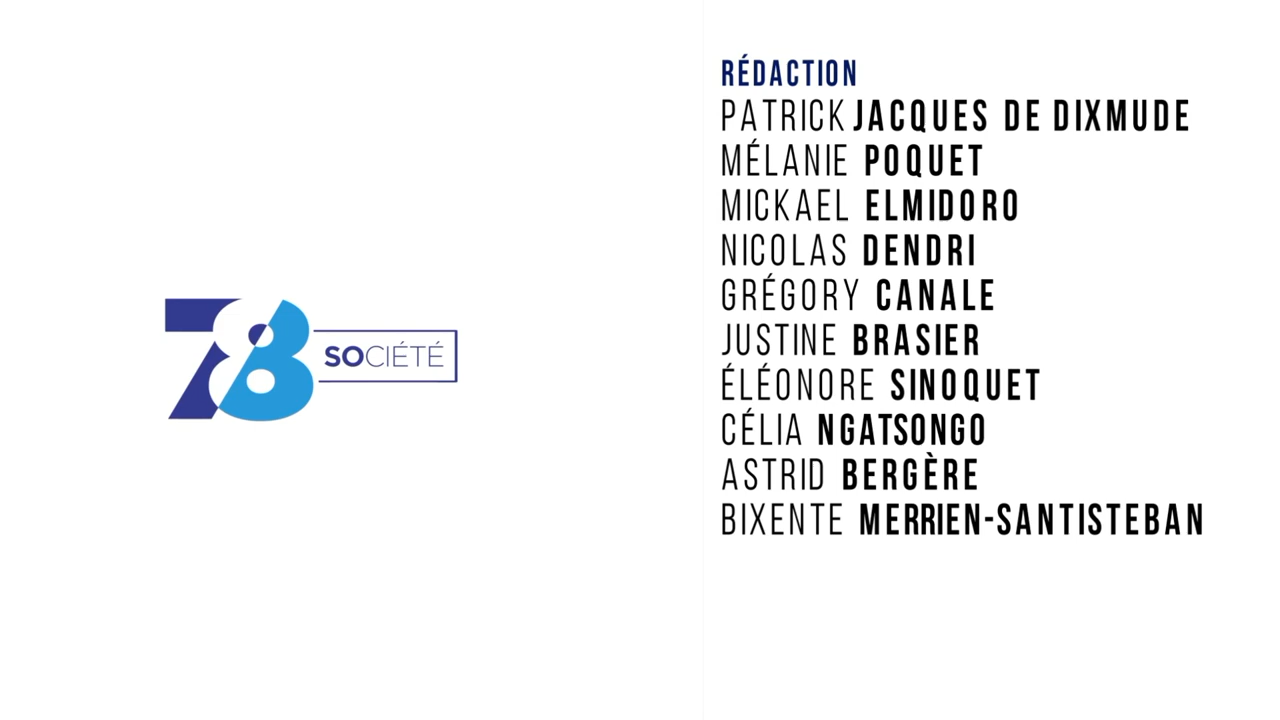 78
SOCIÉTÉ
RÉDACTION
PATRICK JACQUES DE DIXMUDE
MÉLANIE POQUET
MICKAEL ELMIDORO
NICOLAS DENDRI
GRÉGORY CANALE
JUSTINE BRASIER
ÉLÉONORE SINOQUET
CÉLIA NGATSONGO
ASTRID BERGÈRE
BIXENTE MERRIEN-SANTISTEBAN